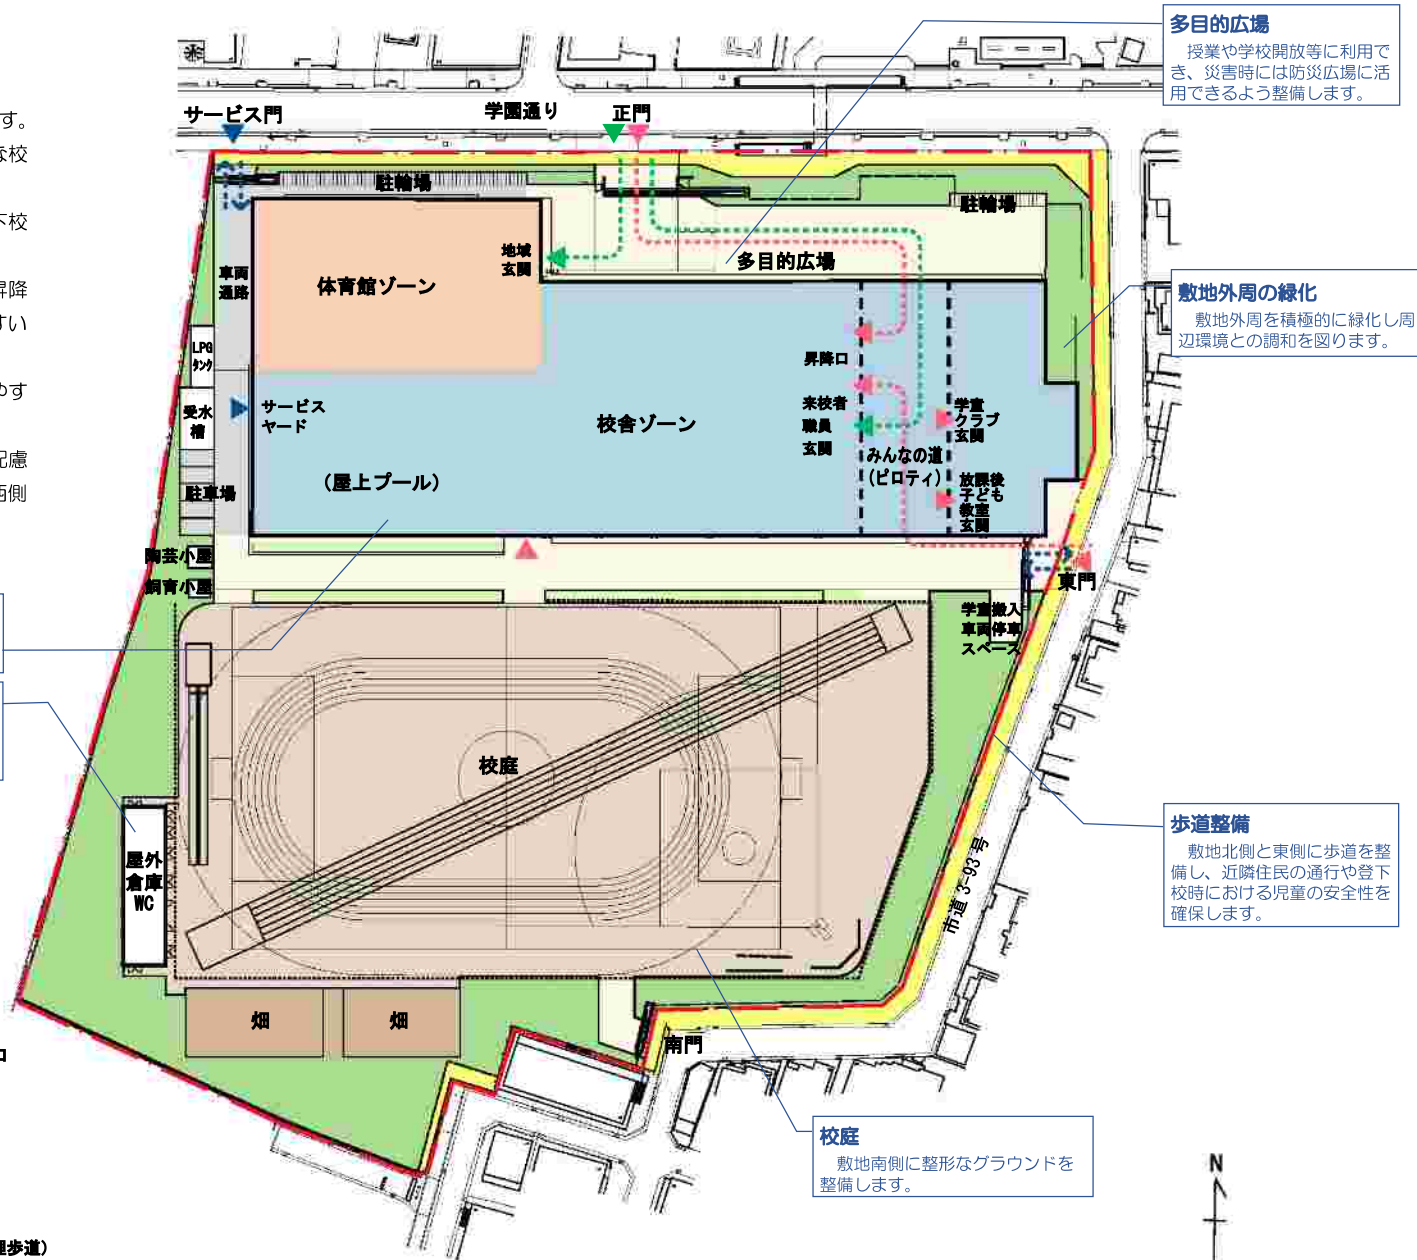 多目的広場
授業や学校開放等に利用で
き、災害時には防災広場に活
用できるよう整備します。
サービス門
学園通り
正門
す。
な校
下校
昇降
すい
やす
配慮
西側
駐輪場
駐輪場
地域
玄関
多目的広場
車両
通路
体育館ゾーン
敷地外周の緑化
敷地外周を積極的に緑化し周
辺環境との調和を図ります。
LPG
タンク
昇降口
受水
槽
サービス
ヤード
校舎ゾーン
来校者
職員
玄関
学童
クラブ
玄関
みんなの道
(ピロティ)
(屋上プール)
放課後
子ども
教室
玄関
駐車場
陶芸小屋
飼育小屋
東門
学童搬入
車両停車
スペース
校庭
屋外
倉庫
WC
歩道整備
敷地北側と東側に歩道を整
備し、近隣住民の通行や登下
校時における児童の安全性を
確保します。
市道 3-93 号
畑
畑
南門
校庭
敷地南側に整形なグラウンドを
整備します。
N
歩道)